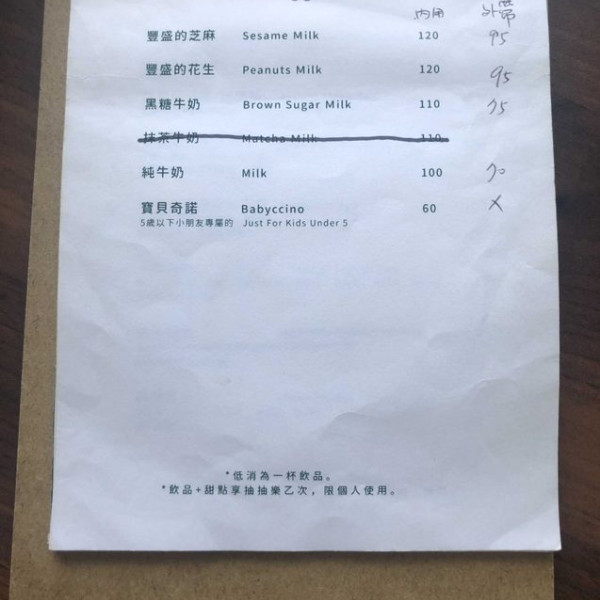 內用 外帶
豐盛的芝麻 Sesame Milk 120 95
豐盛的花生 Peanuts Milk 120 95
黑糖牛奶 Brown Sugar Milk 110 75
抹茶牛奶 Matcha Milk 110
純牛奶 Milk 100 70
寶貝奇諾 Babyccino 60 X
5歲以下小朋友專屬的 Just For Kids Under 5
*低消為一杯飲品。
*飲品+甜點享抽抽樂乙次，限個人使用。